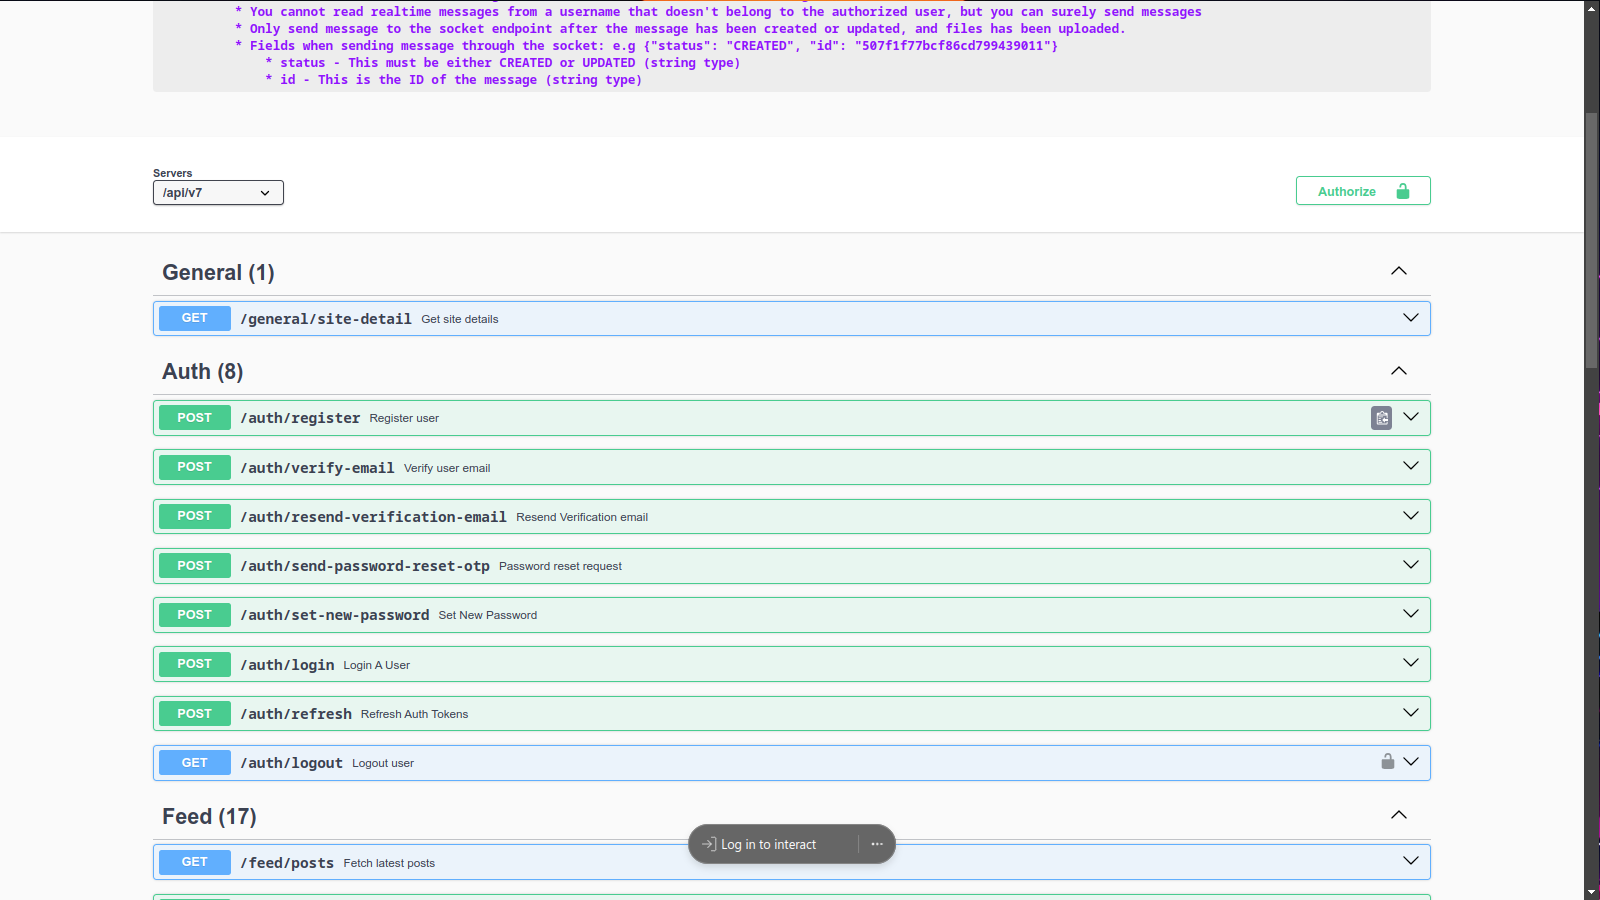 * You cannot read realtime messages from a username that doesn't belong to the authorized user, but you can surely send messages
* Only send message to the socket endpoint after the message has been created or updated, and files has been uploaded.
* Fields when sending message through the socket: e.g {"status": "CREATED", "id": "507f1f77bcf86cd799439011"}
* status - This must be either CREATED or UPDATED (string type)
* id - This is the ID of the message (string type)
Servers
/api/v7
Authorize
General (1)
GET /general/site-detail Get site details
Auth (8)
POST /auth/register Register user
POST /auth/verify-email Verify user email
POST /auth/resend-verification-email Resend Verification email
POST /auth/send-password-reset-otp Password reset request
POST /auth/set-new-password Set New Password
POST /auth/login Login A User
POST /auth/refresh Refresh Auth Tokens
GET /auth/logout Logout user
Feed (17)
Log in to interact
GET /feed/posts Fetch latest posts